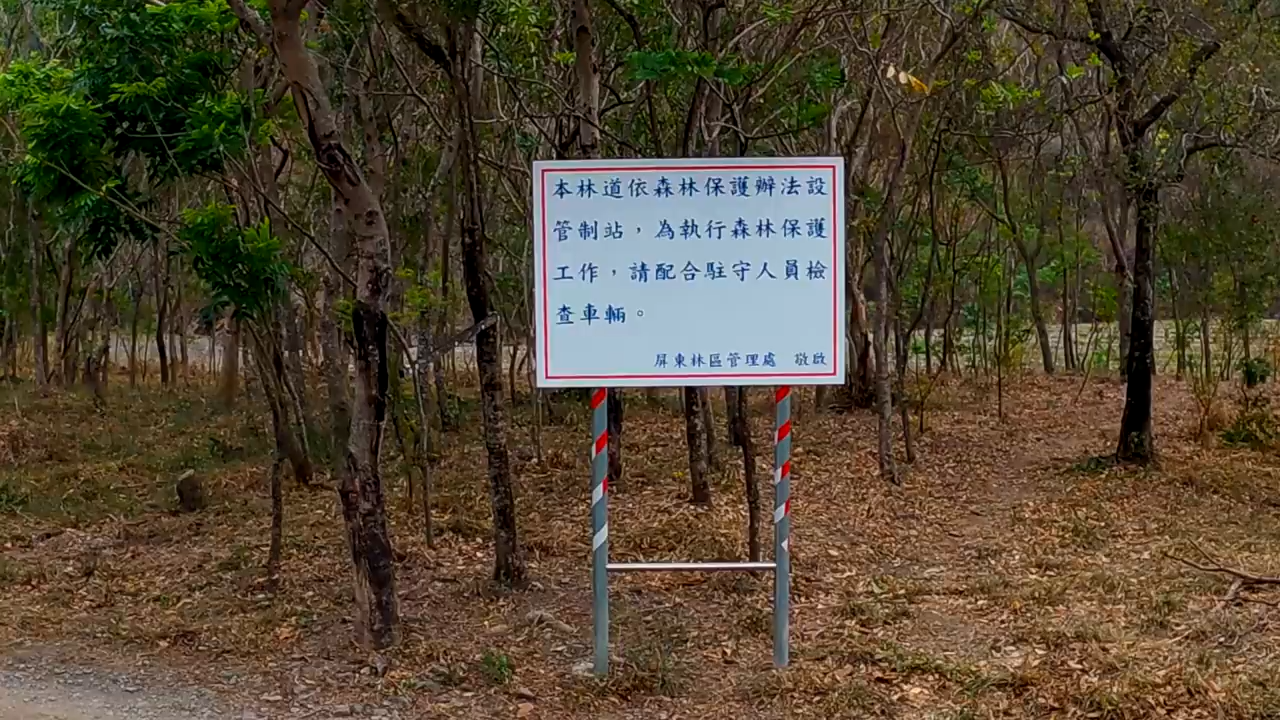 本林道依森林保護辦法設
管制站，為執行森林保護
工作，請配合駐守人員檢
查車輛。
屏東林區管理處　敬啟